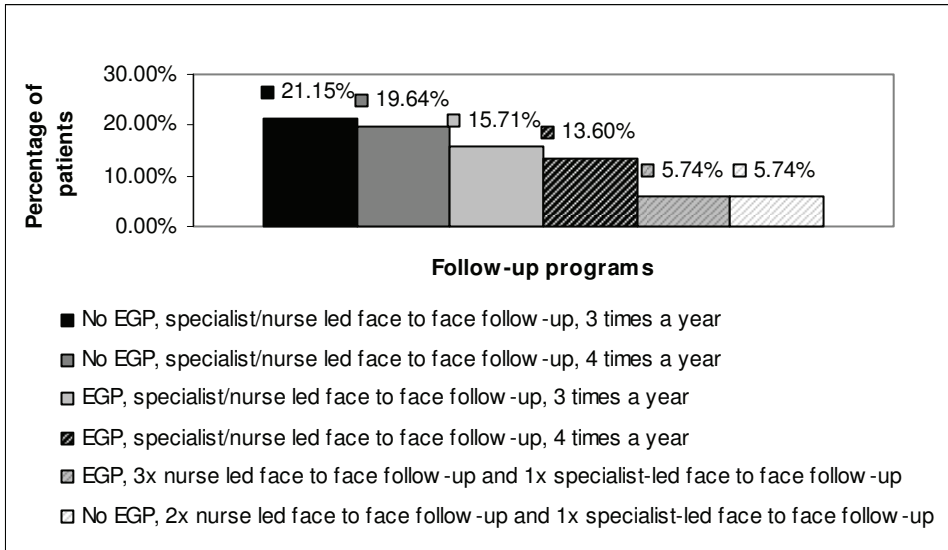 Percentage of
patients
30.00%
20.00%
10.00%
0.00%
21.15%
19.64%
15.71%
13.60%
5.74%
5.74%
Follow-up programs
No EGP, specialist/nurse led face to face follow-up, 3 times a year
No EGP, specialist/nurse led face to face follow-up, 4 times a year
EGP, specialist/nurse led face to face follow-up, 3 times a year
EGP, specialist/nurse led face to face follow-up, 4 times a year
EGP, 3x nurse led face to face follow-up and 1x specialist-led face to face follow-up
No EGP, 2x nurse led face to face follow-up and 1x specialist-led face to face follow-up